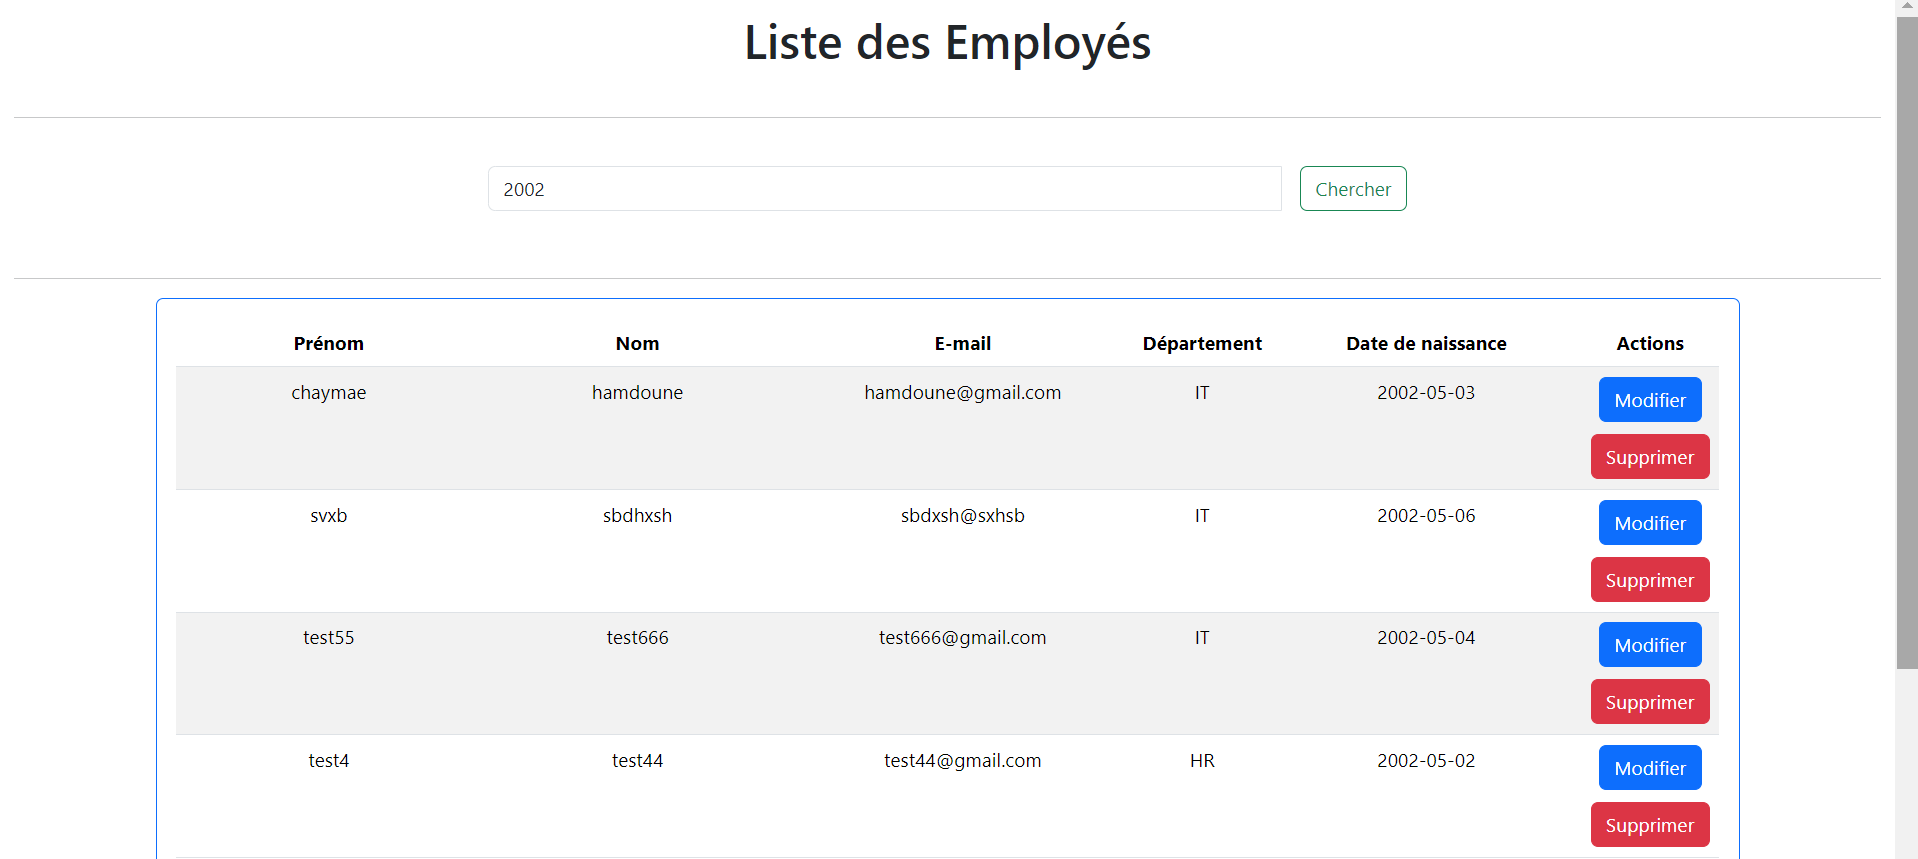 Liste des Employés
2002
Chercher
Prénom Nom E-mail Département Date de naissance Actions
chaymae hamdoune hamdoune@gmail.com IT 2002-05-03 Modifier
Supprimer
svxb sbdhxsh sbdxsh@sxhsb IT 2002-05-06 Modifier
Supprimer
test55 test666 test666@gmail.com IT 2002-05-04 Modifier
Supprimer
test4 test44 test44@gmail.com HR 2002-05-02 Modifier
Supprimer